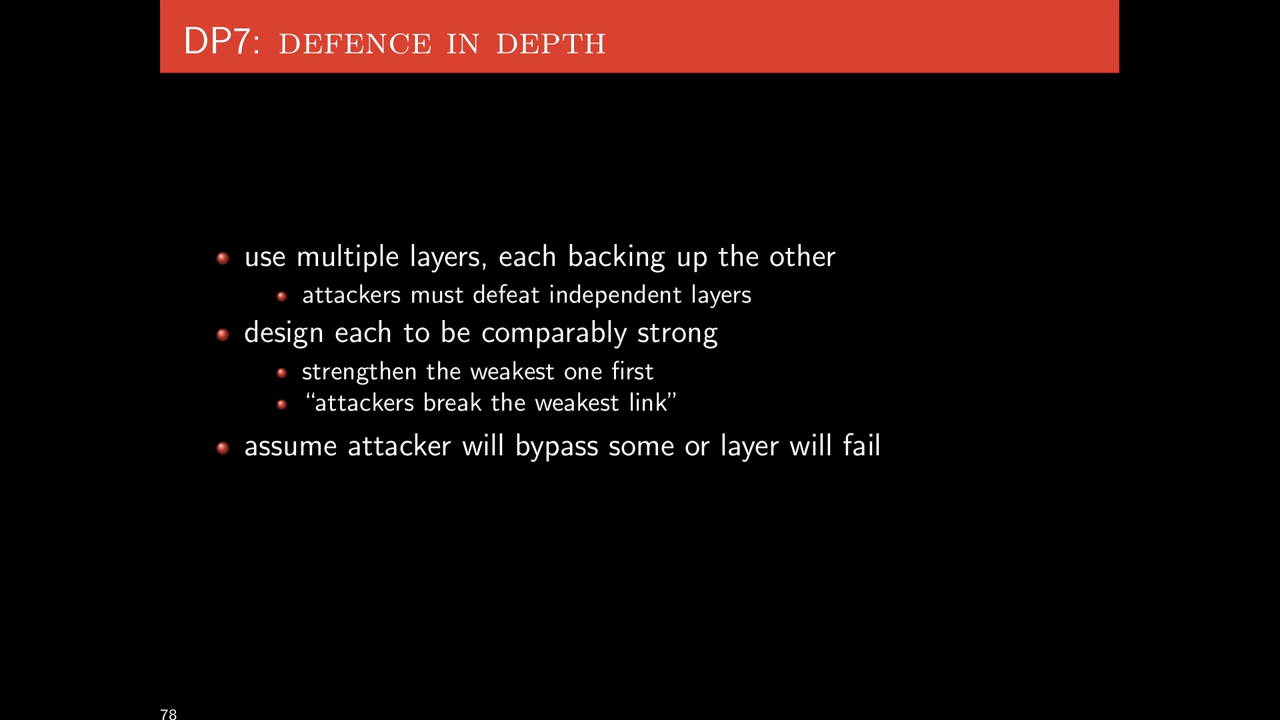 DP7: DEFENCE IN DEPTH
use multiple layers, each backing up the other
attackers must defeat independent layers
design each to be comparably strong
strengthen the weakest one first
“attackers break the weakest link”
assume attacker will bypass some or layer will fail
78